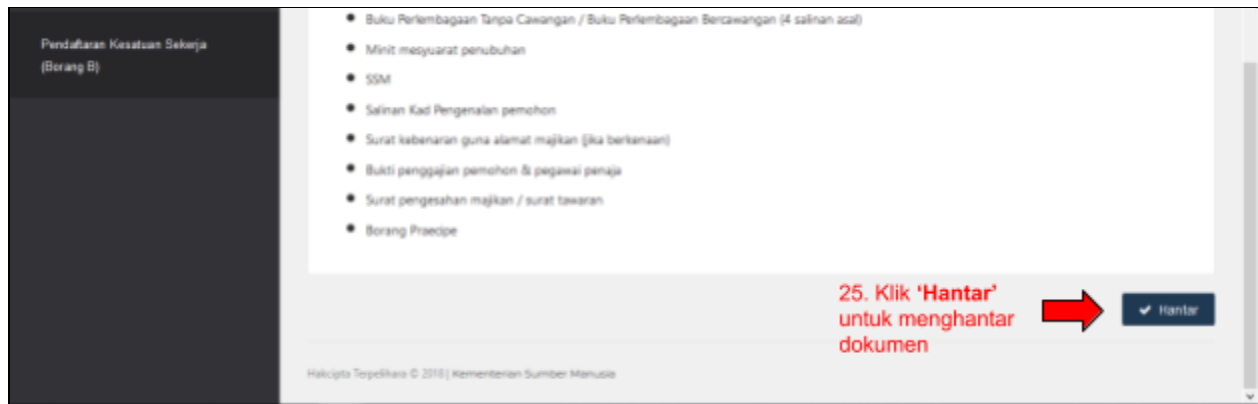 Pendaftaran Kesatuan Sekerja
(Borang B)
Buku Perlembagaan Tanpa Cawangan / Buku Perlembagaan Bercawangan (4 salinan asal)
Minit mesyuarat penubuhan
SSM
Salinan Kad Pengenalan pemohon
Surat kebenaran guna alamat majikan (jika berkenaan)
Bukti penggajian pemohon & pegawai penaja
Surat pengesahan majikan / surat tawaran
Borang Praecipe
25. Klik ‘Hantar’
untuk menghantar
dokumen
✔ Hantar
Hakcipta Terpelihara © 2018 | Kementerian Sumber Manusia